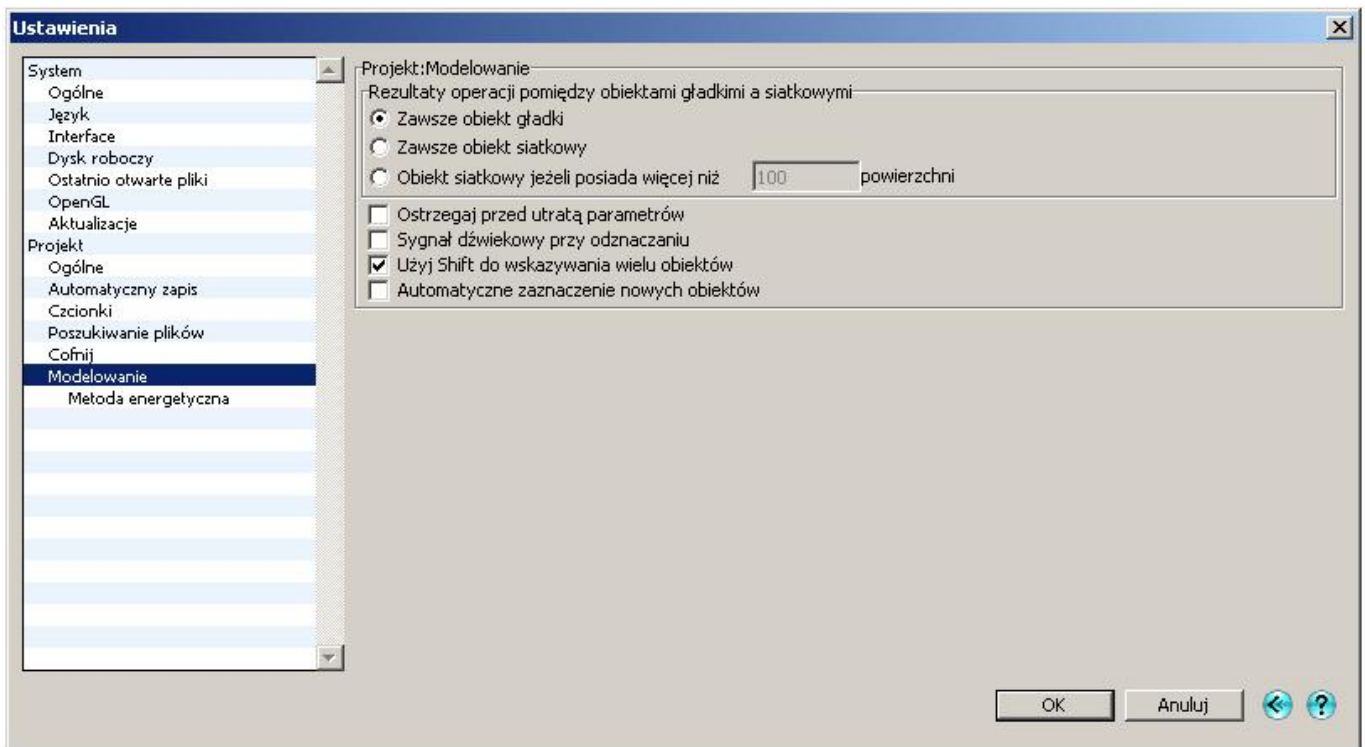 Ustawienia
System
Ogólne
Język
Interface
Dysk roboczy
Ostatnio otwarte pliki
OpenGL
Aktualizacje
Projekt
Ogólne
Automatyczny zapis
Czcionki
Poszukiwanie plików
Cofnij
Modelowanie
Metoda energetyczna
Projekt:Modelowanie
Rezultaty operacji pomiędzy obiektami gładkimi a siatkowymi
Zawsze obiekt gładki
Zawsze obiekt siatkowy
Obiekt siatkowy jeżeli posiada więcej niż 100 powierzchni
Ostrzegaj przed utratą parametrów
Sygnał dźwiekowy przy odznaczaniu
Użyj Shift do wskazywania wielu obiektów
Automatyczne zaznaczenie nowych obiektów
OK Anuluj ?